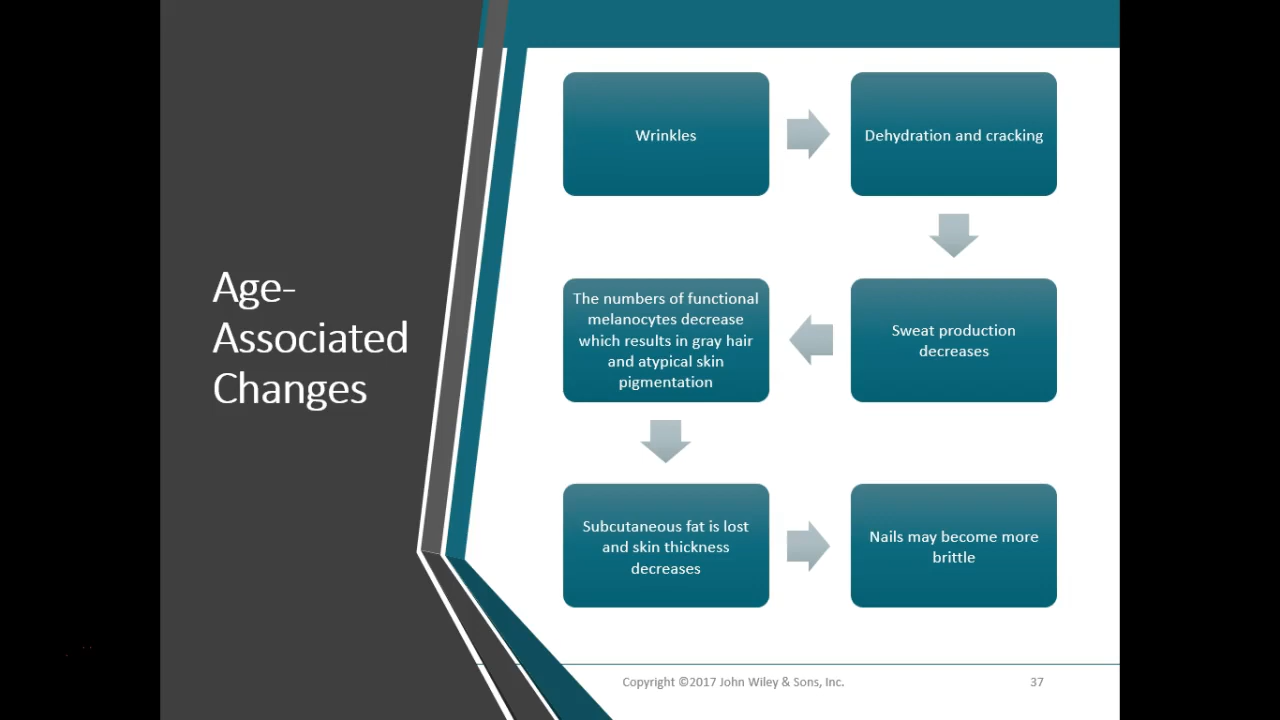 Age-
Associated
Changes
Wrinkles
Dehydration and cracking
Sweat production
decreases
The numbers of functional
melanocytes decrease
which results in gray hair
and atypical skin
pigmentation
Subcutaneous fat is lost
and skin thickness
decreases
Nails may become more
brittle
Copyright ©2017 John Wiley & Sons, Inc.
37